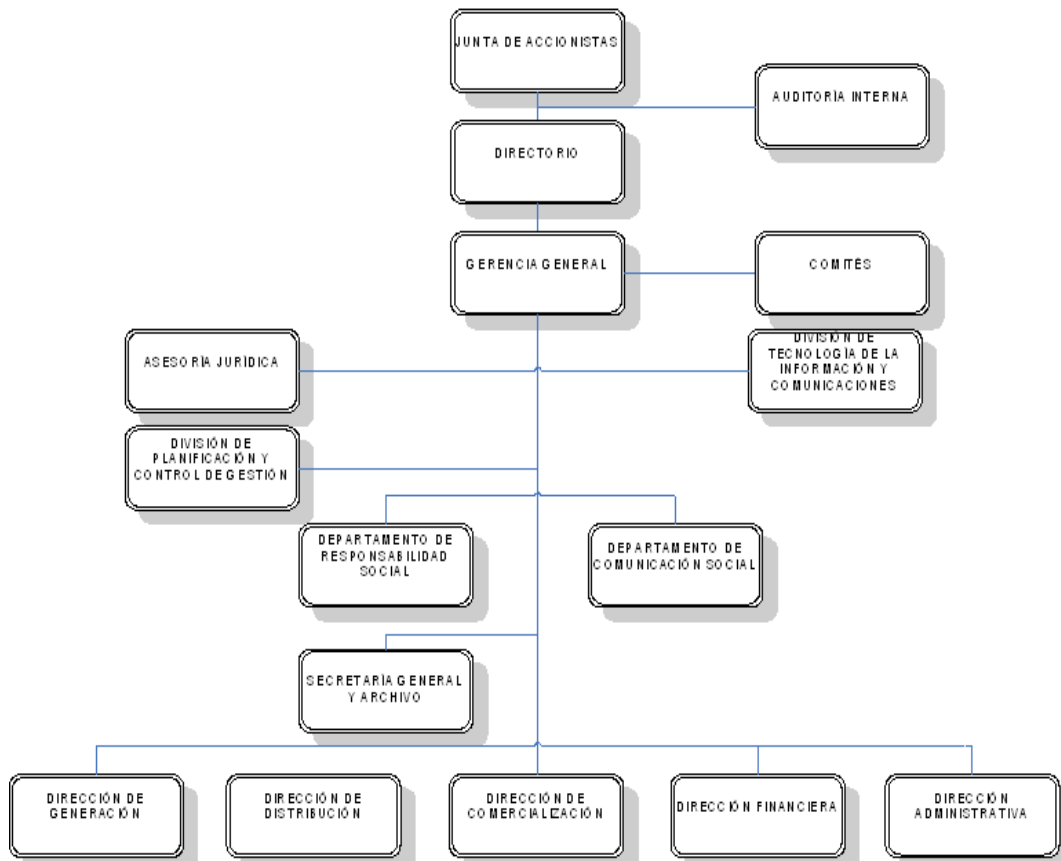 JUNTA DE ACCIONISTAS
AUDITORÍA INTERNA
DIRECTORIO
GERENCIA GENERAL
COMITÉS
ASESORÍA JURÍDICA
DIVISIÓN DE
TECNOLOGÍA DE LA
INFORMACIÓN Y
COMUNICACIONES
DIVISIÓN DE
PLANIFICACIÓN Y
CONTROL DE GESTIÓN
DEPARTAMENTO DE
RESPONSABILIDAD
SOCIAL
DEPARTAMENTO DE
COMUNICACIÓN SOCIAL
SECRETARÍA GENERAL
Y ARCHIVO
DIRECCIÓN DE
GENERACIÓN
DIRECCIÓN DE
DISTRIBUCIÓN
DIRECCIÓN DE
COMERCIALIZACIÓN
DIRECCIÓN FINANCIERA
DIRECCIÓN
ADMINISTRATIVA